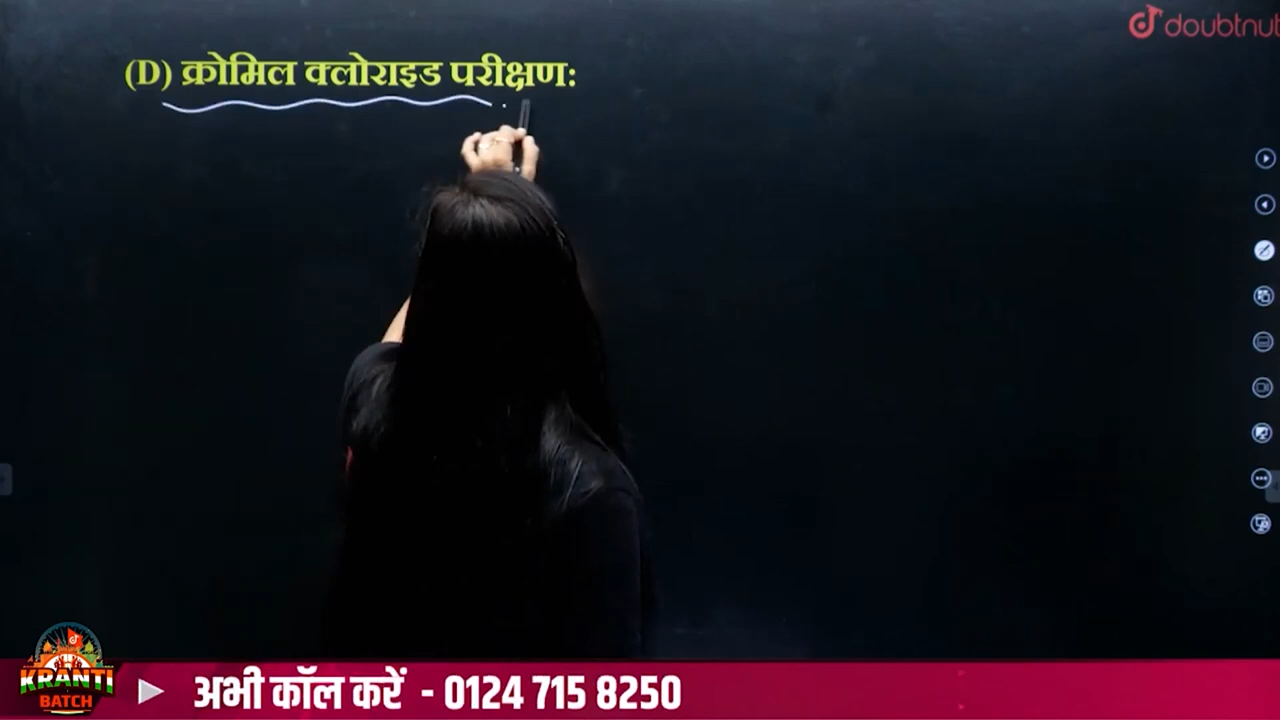 doubtnut
(D) क्रोमिल क्लोराइड परीक्षण:
KRANTI
BATCH
अभी कॉल करें - 0124 715 8250